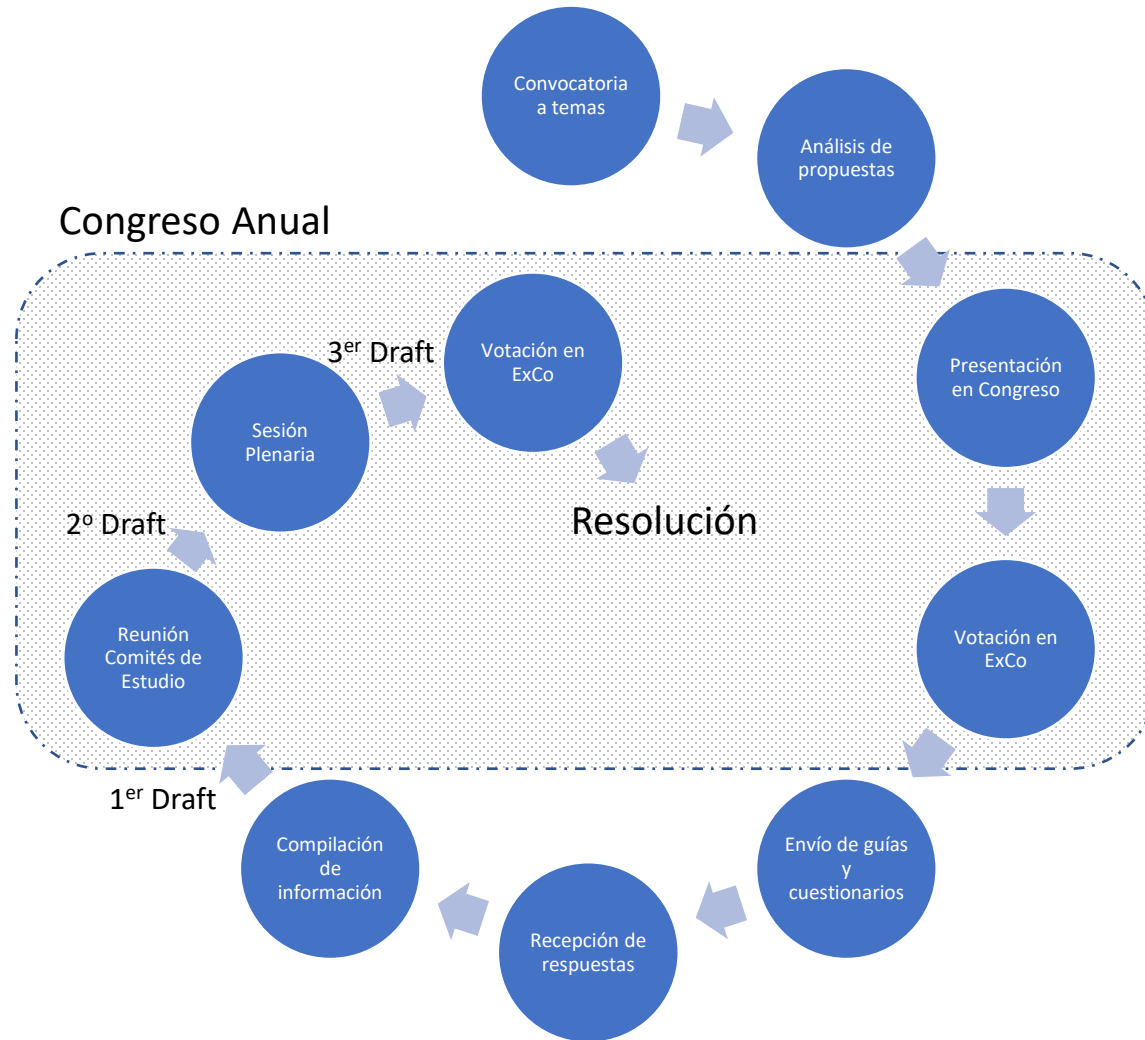 Convocatoria
a temas
Análisis de
propuestas
Congreso Anual
Presentación
en Congreso
Votación en
ExCo
Envío de guías
y
cuestionarios
Recepción de
respuestas
Compilación
de
información
1er Draft
Reunión
Comités de
Estudio
2o Draft
Sesión
Plenaria
3er Draft
Votación en
ExCo
Resolución